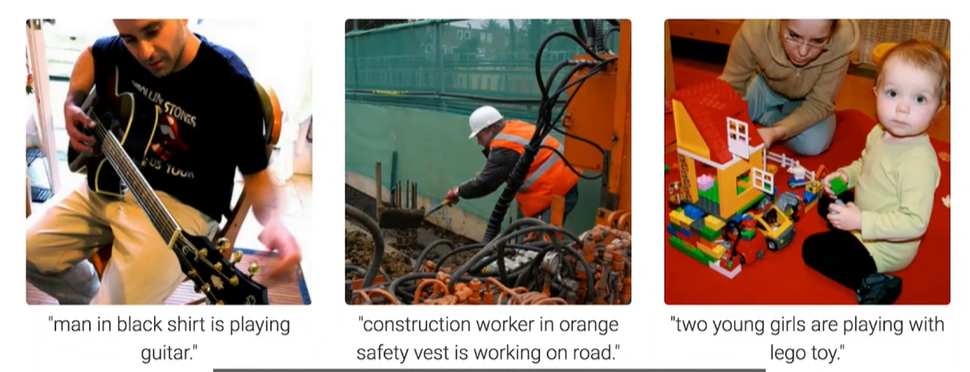 "man in black shirt is playing
guitar."
"construction worker in orange
safety vest is working on road."
"two young girls are playing with
lego toy."